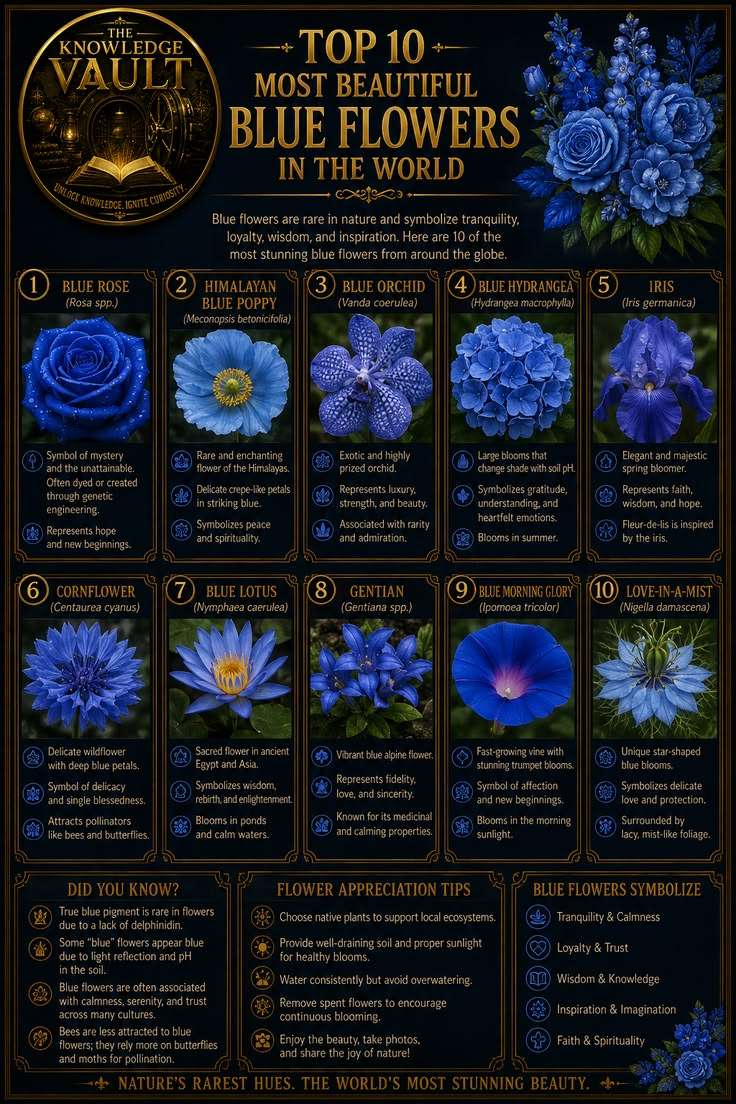 THE
KNOWLEDGE
VAULT
UNLOCK KNOWLEDGE. IGNITE CURIOSITY.
TOP 10
MOST BEAUTIFUL
BLUE FLOWERS
IN THE WORLD
Blue flowers are rare in nature and symbolize tranquility,
loyalty, wisdom, and inspiration. Here are 10 of the
most stunning blue flowers from around the globe.
1 BLUE ROSE
(Rosa spp.)
Symbol of mystery
and the unattainable.
Often dyed or created
through genetic
engineering.
Represents hope
and new beginnings.
2 HIMALAYAN
BLUE POPPY
(Meconopsis betonicifolia)
Rare and enchanting
flower of the Himalayas.
Delicate crepe-like petals
in striking blue.
Symbolizes peace
and spirituality.
3 BLUE ORCHID
(Vanda coerulea)
Exotic and highly
prized orchid.
Represents luxury,
strength, and beauty.
Associated with rarity
and admiration.
4 BLUE HYDRANGEA
(Hydrangea macrophylla)
Large blooms that
change shade with soil pH.
Symbolizes gratitude,
understanding, and
heartfelt emotions.
Blooms in summer.
5 IRIS
(Iris germanica)
Elegant and majestic
spring bloomer.
Represents faith,
wisdom, and hope.
Fleur-de-lis is inspired
by the iris.
6 CORNFLOWER
(Centaurea cyanus)
Delicate wildflower
with deep blue petals.
Symbol of delicacy
and single blessedness.
Attracts pollinators
like bees and butterflies.
7 BLUE LOTUS
(Nymphaea caerulea)
Sacred flower in ancient
Egypt and Asia.
Symbolizes wisdom,
rebirth, and enlightenment.
Blooms in ponds
and calm waters.
8 GENTIAN
(Gentiana spp.)
Vibrant blue alpine flower.
Represents fidelity,
love, and sincerity.
Known for its medicinal
and calming properties.
9 BLUE MORNING GLORY
(Ipomoea tricolor)
Fast-growing vine with
stunning trumpet blooms.
Symbol of affection
and new beginnings.
Blooms in the morning
sunlight.
10 LOVE-IN-A-MIST
(Nigella damascena)
Unique star-shaped
blue blooms.
Symbolizes delicate
love and protection.
Surrounded by
lacy, mist-like foliage.
DID YOU KNOW?
True blue pigment is rare in flowers
due to a lack of delphinidin.
Some "blue" flowers appear blue
due to light reflection and pH
in the soil.
Blue flowers are often associated
with calmness, serenity, and trust
across many cultures.
Bees are less attracted to blue
flowers; they rely more on butterflies
and moths for pollination.
FLOWER APPRECIATION TIPS
Choose native plants to support local ecosystems.
Provide well-draining soil and proper sunlight
for healthy blooms.
Water consistently but avoid overwatering.
Remove spent flowers to encourage
continuous blooming.
Enjoy the beauty, take photos,
and share the joy of nature!
BLUE FLOWERS SYMBOLIZE
Tranquility & Calmness
Loyalty & Trust
Wisdom & Knowledge
Inspiration & Imagination
Faith & Spirituality
NATURE'S RAREST HUES. THE WORLD'S MOST STUNNING BEAUTY.